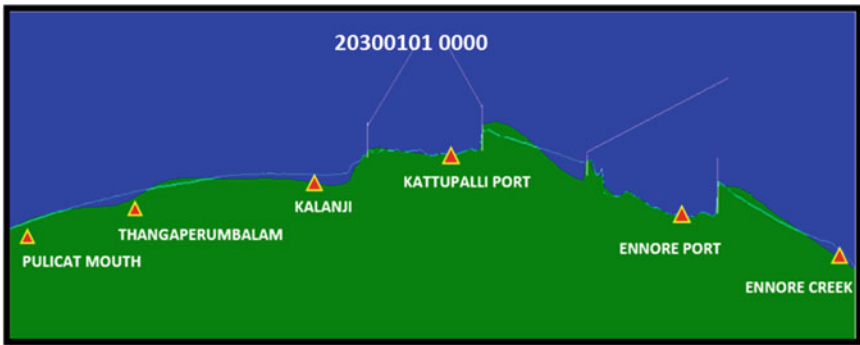 20300101 0000
KATTUPALLI PORT
KALANJI
THANGAPERUMBALAM
ENNORE PORT
PULICAT MOUTH
ENNORE CREEK